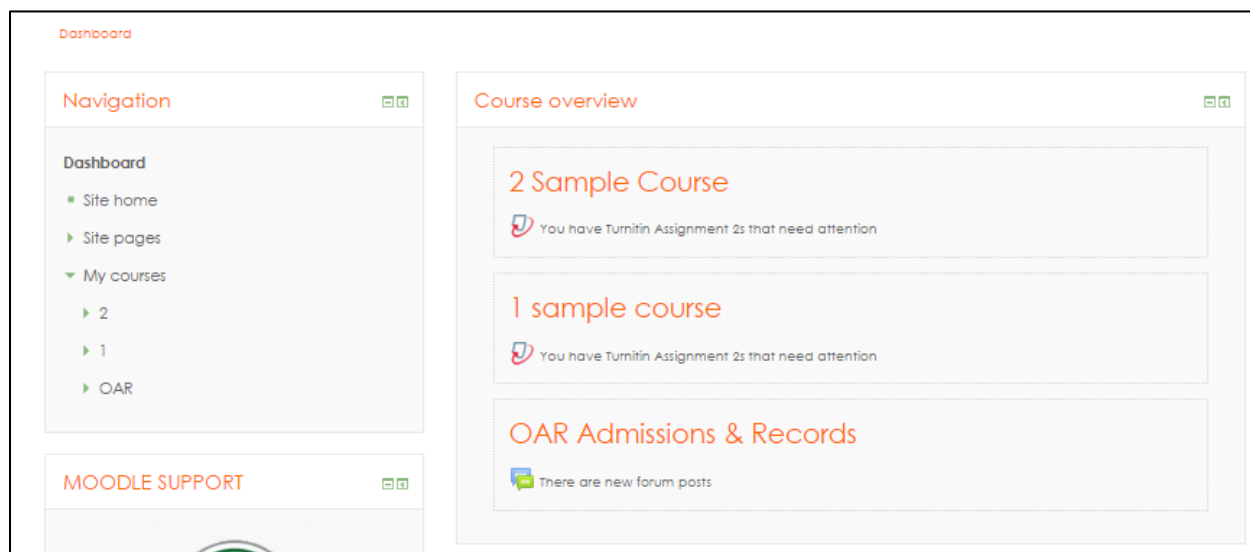 Dashboard
Navigation
Dashboard
Site home
Site pages
My courses
2
1
OAR
MOODLE SUPPORT
Course overview
2 Sample Course
You have Turnitin Assignment 2s that need attention
1 sample course
You have Turnitin Assignment 2s that need attention
OAR Admissions & Records
There are new forum posts